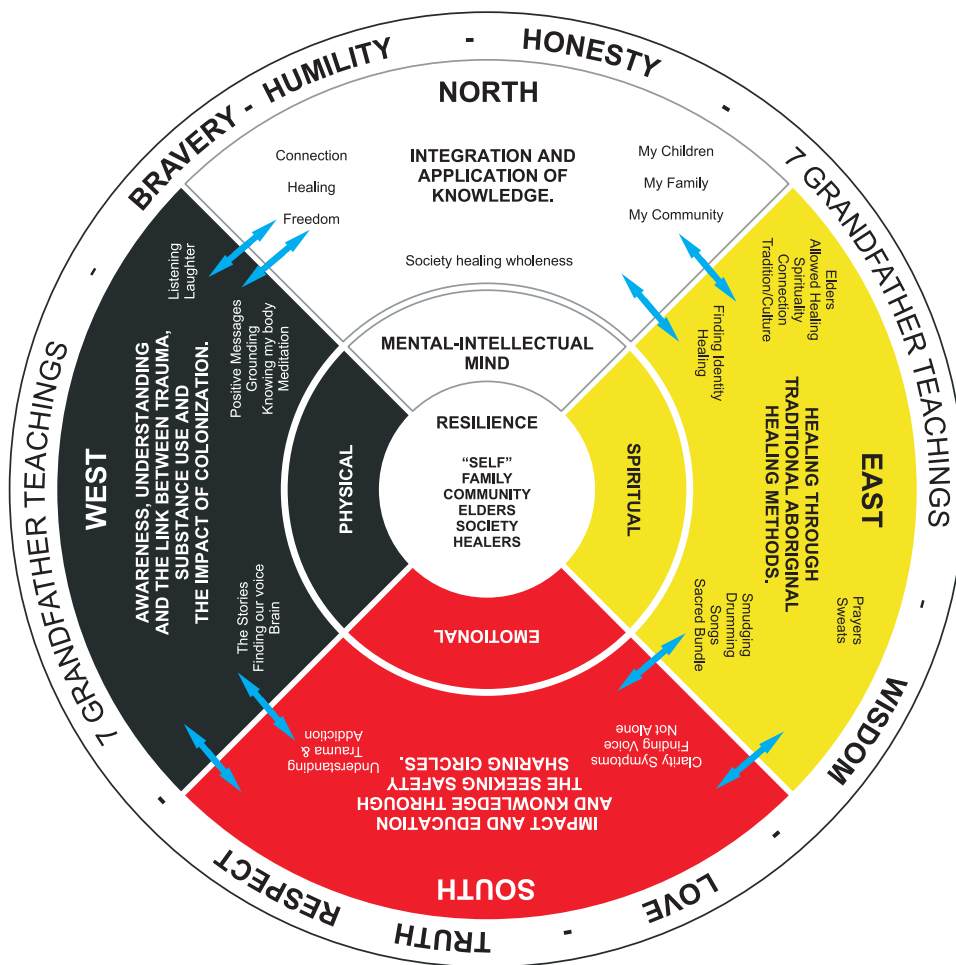 BRAVERY - HUMILITY - HONESTY -
7 GRANDFATHER TEACHINGS
- WISDOM - LOVE - TRUTH - RESPECT -
7 GRANDFATHER TEACHINGS -
NORTH
INTEGRATION AND
APPLICATION OF
KNOWLEDGE.
Connection
Healing
Freedom
My Children
My Family
My Community
Society healing wholeness
MENTAL-INTELLECTUAL
MIND
RESILIENCE
“SELF”
FAMILY
COMMUNITY
ELDERS
SOCIETY
HEALERS
EAST
HEALING THROUGH
TRADITIONAL ABORIGINAL
HEALING METHODS.
Elders
Allowed Healing
Spirituality
Connection
Tradition/Culture
Finding Identity
Healing
Prayers
Sweats
Smudging
Drumming
Songs
Sacred Bundle
SPIRITUAL
SOUTH
IMPACT AND EDUCATION
AND KNOWLEDGE THROUGH
THE SEEKING SAFETY
SHARING CIRCLES.
Clarity Symptoms
Finding Voice
Not Alone
Understanding
Trauma &
Addiction
EMOTIONAL
WEST
AWARENESS, UNDERSTANDING
AND THE LINK BETWEEN TRAUMA,
SUBSTANCE USE AND
THE IMPACT OF COLONIZATION.
The Stories
Finding our voice
Brain
Listening
Laughter
Positive Messages
Grounding
Knowing my body
Meditation
PHYSICAL